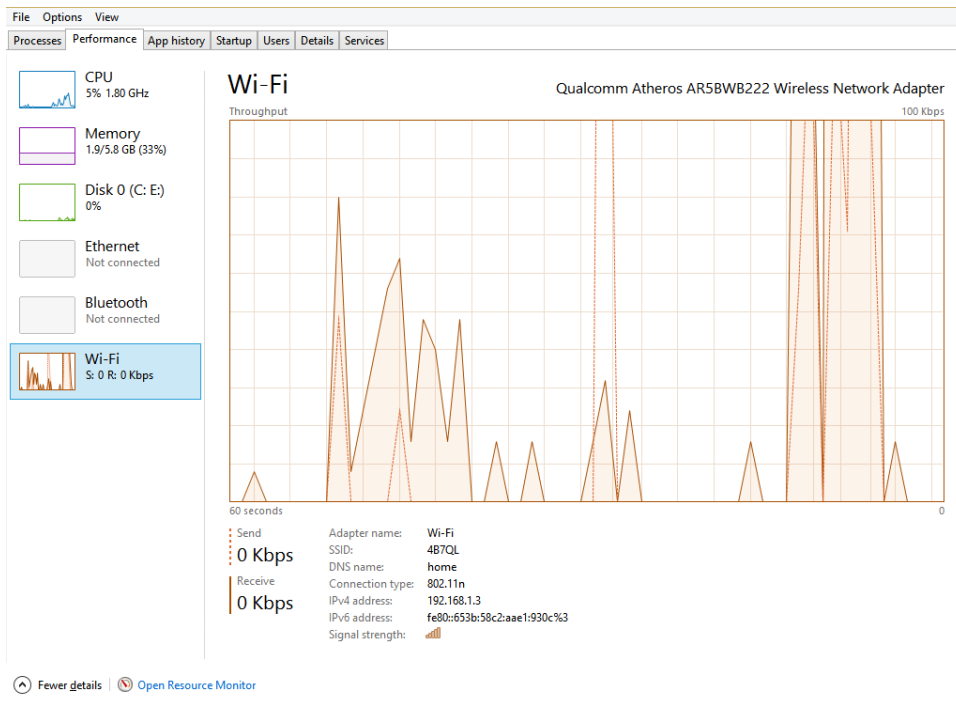 File Options View
Processes Performance App history Startup Users Details Services
CPU
5% 1.80 GHz
Memory
1.9/5.8 GB (33%)
Disk 0 (C: E:)
0%
Ethernet
Not connected
Bluetooth
Not connected
Wi-Fi
S: 0 R: 0 Kbps
Wi-Fi Qualcomm Atheros AR5BWB222 Wireless Network Adapter
Throughput 100 Kbps
60 seconds 0
Send
0 Kbps
Receive
0 Kbps
Adapter name: Wi-Fi
SSID: 4B7QL
DNS name: home
Connection type: 802.11n
IPv4 address: 192.168.1.3
IPv6 address: fe80::653b:58c2:aae1:930c%3
Signal strength:
Fewer details Open Resource Monitor